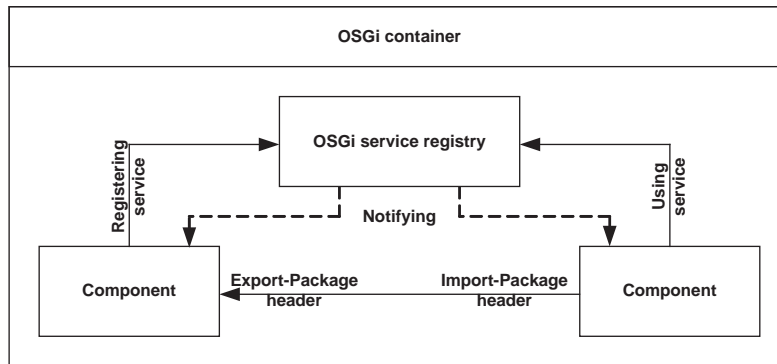 OSGi container
OSGi service registry
Registering
service
Using
service
Notifying
Component
Export-Package
header
Import-Package
header
Component